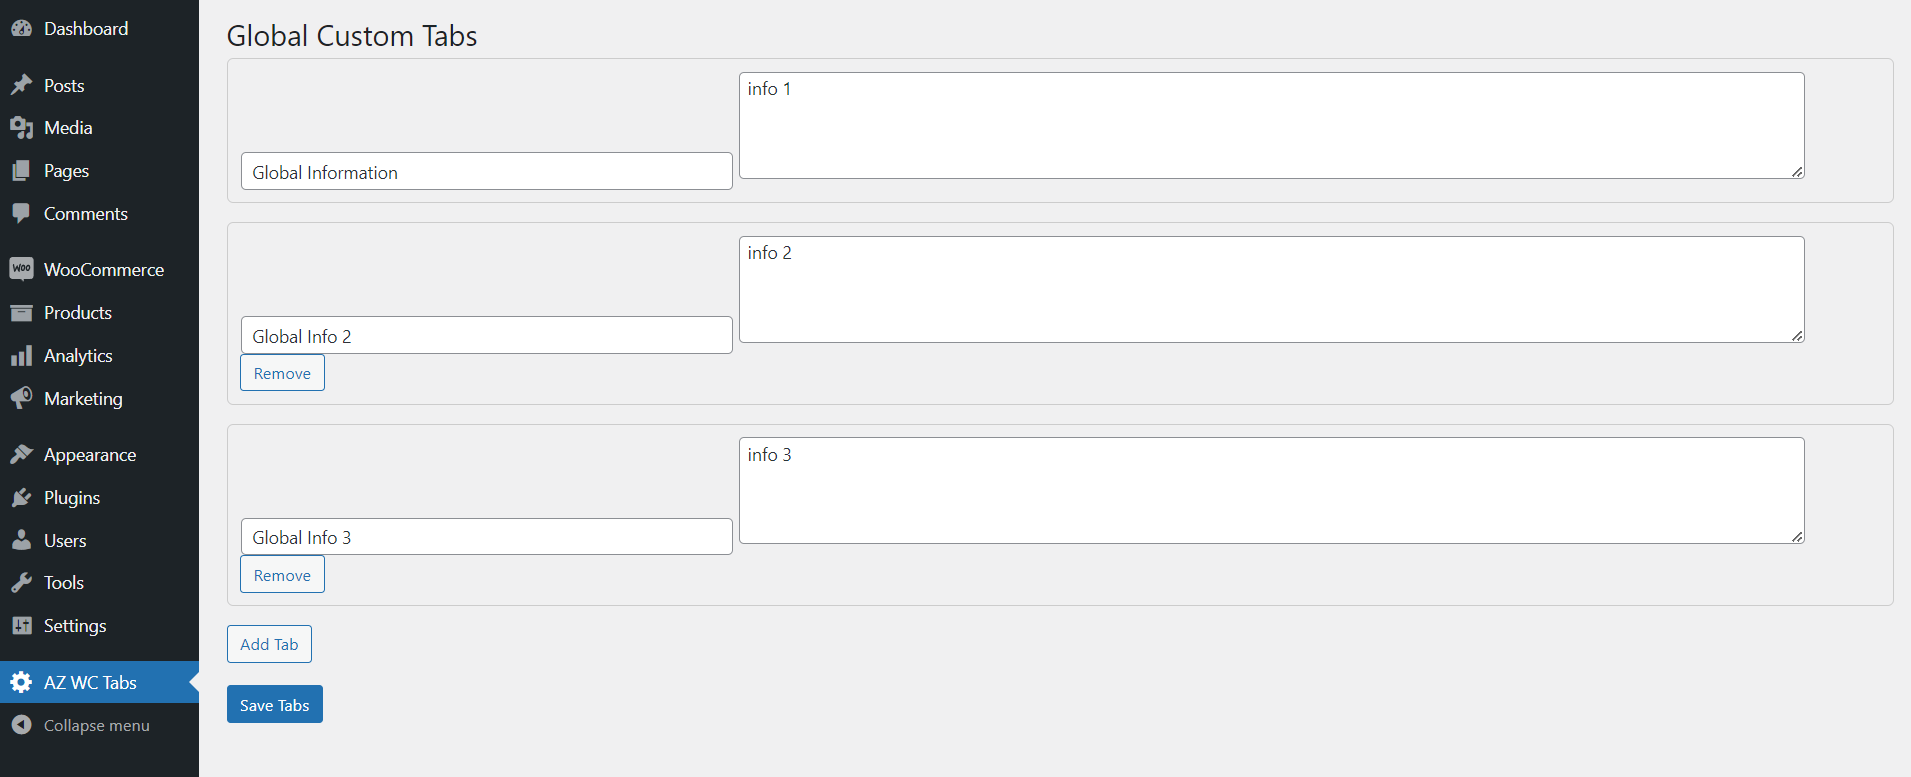 Dashboard
Posts
Media
Pages
Comments
Woo WooCommerce
Products
Analytics
Marketing
Appearance
Plugins
Users
Tools
Settings
AZ WC Tabs
Collapse menu
Global Custom Tabs
info 1
Global Information
info 2
Global Info 2
Remove
info 3
Global Info 3
Remove
Add Tab
Save Tabs